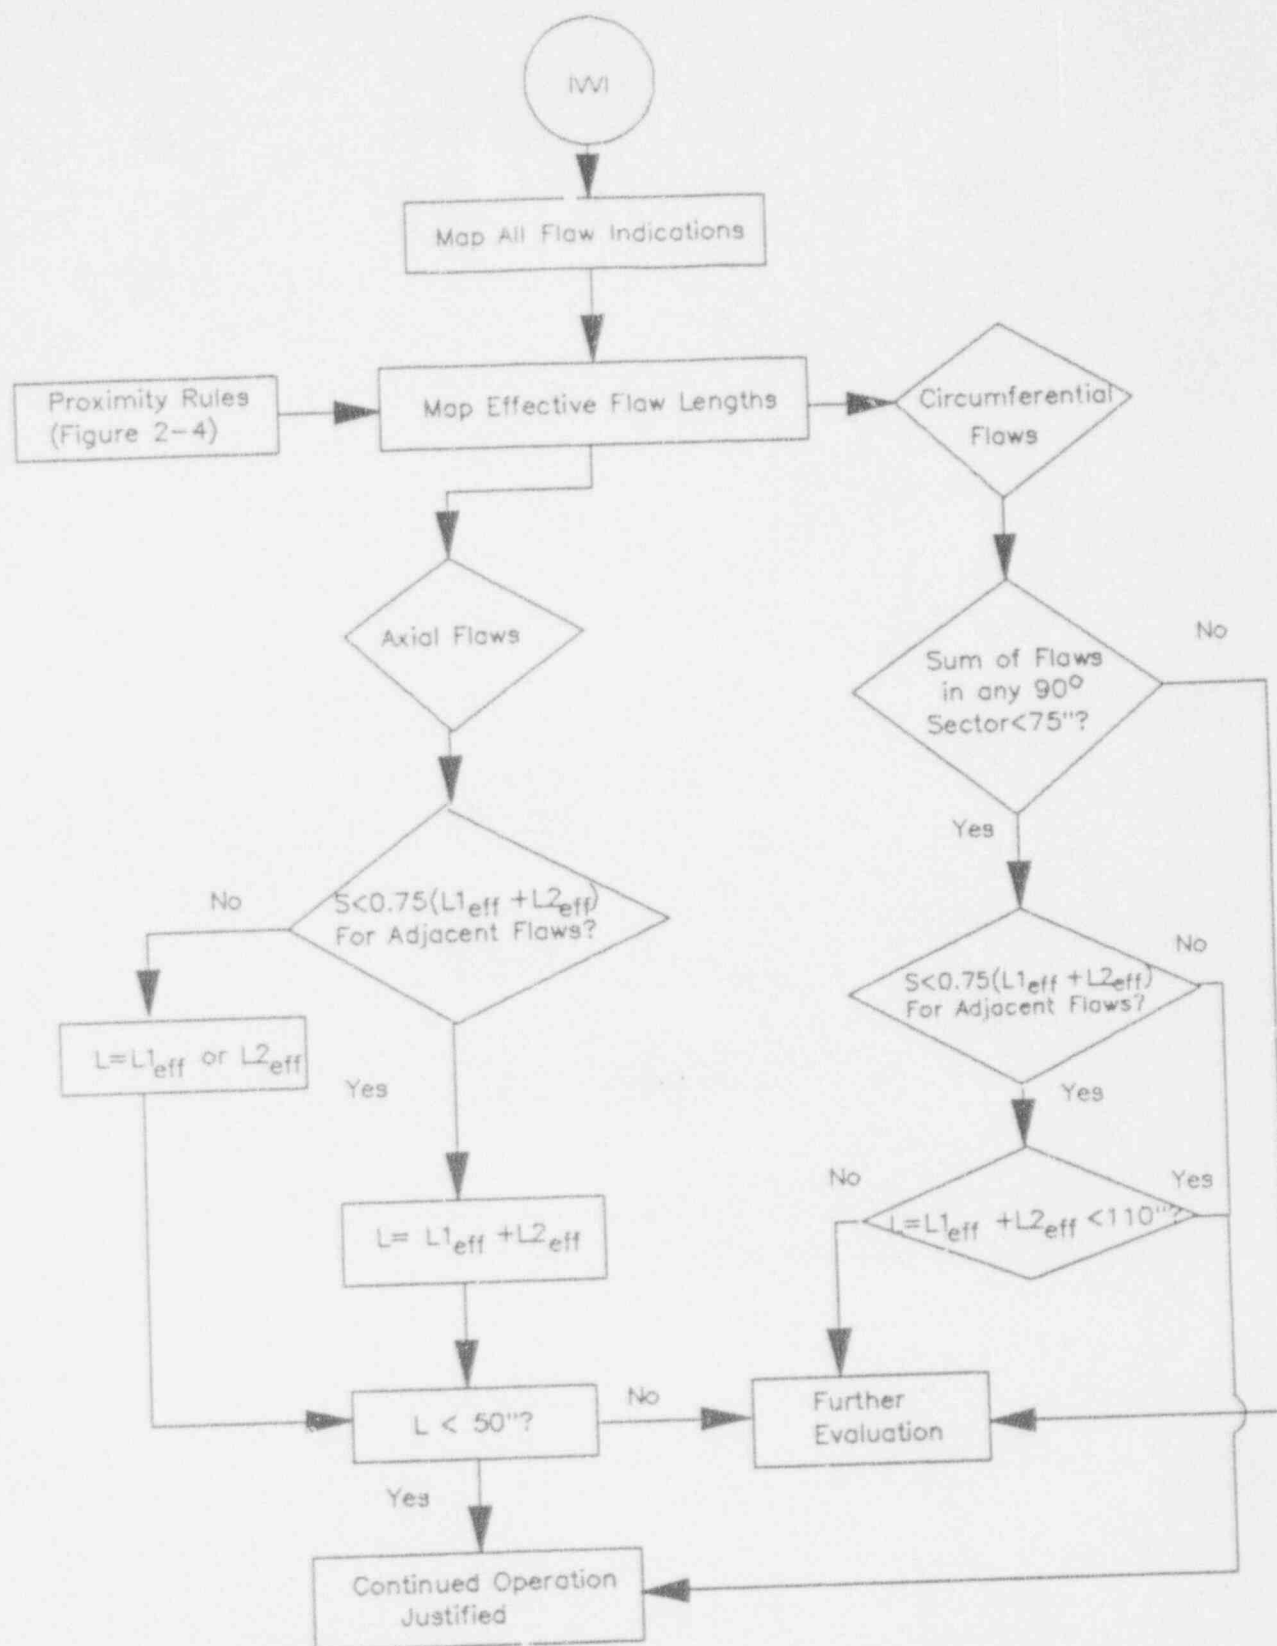 IVVI
Map All Flaw Indications
Proximity Rules
(Figure 2-4)
Map Effective Flaw Lengths
Circumferential
Flaws
Axial Flaws
Sum of Flaws
in any 90°
Sector<75"?
No
Yes
No
S<0.75(L1eff +L2eff)
For Adjacent Flaws?
S<0.75(L1eff +L2eff)
For Adjacent Flaws?
No
L=L1eff or L2eff
Yes
Yes
No
Yes
L= L1eff +L2eff
L=L1eff +L2eff <110"?
L < 50"?
No
Further
Evaluation
Yes
Continued Operation
Justified